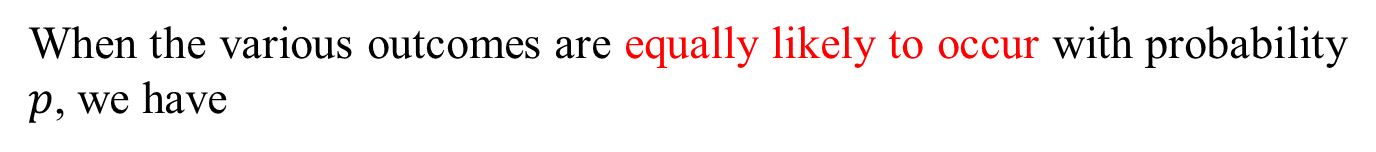 When the various outcomes are equally likely to occur with probability
p, we have